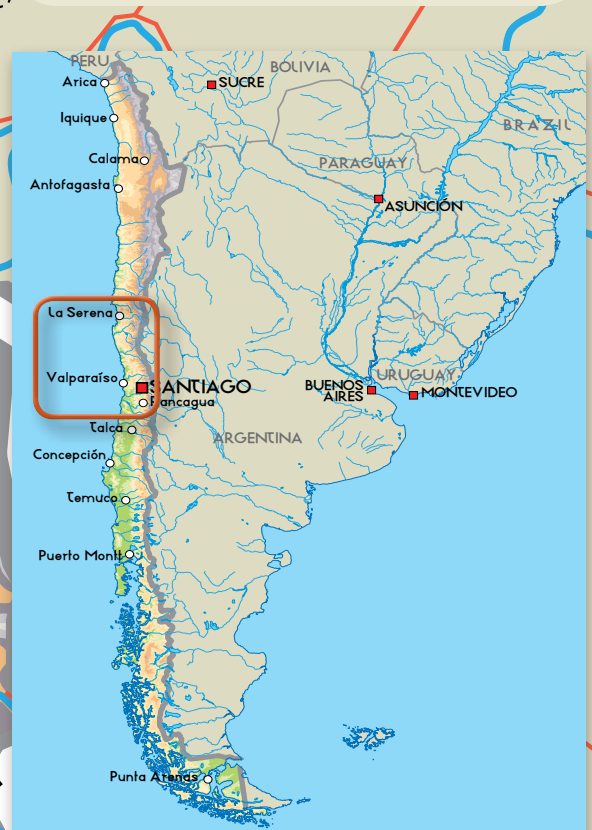 PERU
BOLIVIA
Arica
SUCRE
Iquique
BRAZIL
Calama
PARAGUAY
Antofagasta
ASUNCIÓN
La Serena
Valparaíso
SANTIAGO
Rancagua
BUENOS
AIRES
URUGUAY
MONTEVIDEO
Talca
ARGENTINA
Concepción
Temuco
Puerto Montt
Punta Arenas